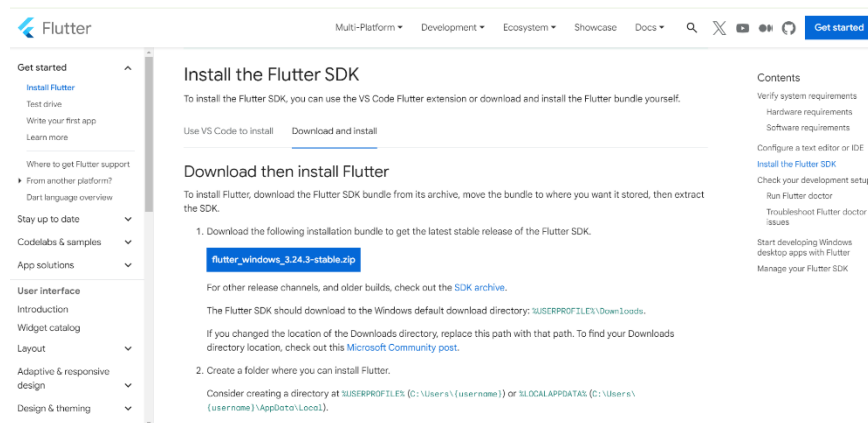 Flutter
Multi-Platform
Development
Ecosystem
Showcase
Docs
Get started
Get started
Install Flutter
Test drive
Write your first app
Learn more
Where to get Flutter support
From another platform?
Dart language overview
Stay up to date
Codelabs & samples
App solutions
User interface
Introduction
Widget catalog
Layout
Adaptive & responsive
design
Design & theming
Install the Flutter SDK
To install the Flutter SDK, you can use the VS Code Flutter extension or download and install the Flutter bundle yourself.
Use VS Code to install
Download and install
Download then install Flutter
To install Flutter, download the Flutter SDK bundle from its archive, move the bundle to where you want it stored, then extract
the SDK.
1. Download the following installation bundle to get the latest stable release of the Flutter SDK.
flutter_windows_3.24.3-stable.zip
For other release channels, and older builds, check out the SDK archive.
The Flutter SDK should download to the Windows default download directory: %USERPROFILE%\Downloads.
If you changed the location of the Downloads directory, replace this path with that path. To find your Downloads
directory location, check out this Microsoft Community post.
2. Create a folder where you can install Flutter.
Consider creating a directory at %USERPROFILE% (C:\Users\{username}) or %LOCALAPPDATA% (C:\Users\
{username}\AppData\Local).
Contents
Verify system requirements
Hardware requirements
Software requirements
Configure a text editor or IDE
Install the Flutter SDK
Check your development setup
Run Flutter doctor
Troubleshoot Flutter doctor
issues
Start developing Windows
desktop apps with Flutter
Manage your Flutter SDK